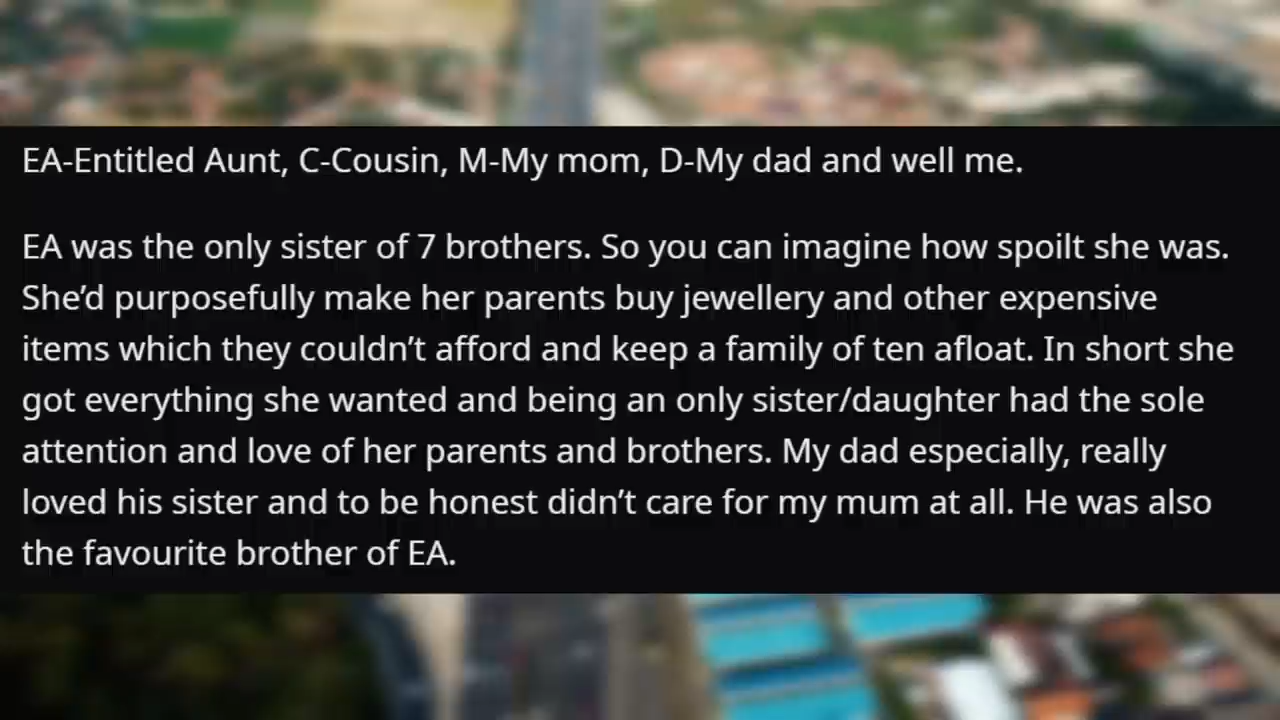 EA-Entitled Aunt, C-Cousin, M-My mom, D-My dad and well me.
EA was the only sister of 7 brothers. So you can imagine how spoilt she was.
She’d purposefully make her parents buy jewellery and other expensive
items which they couldn’t afford and keep a family of ten afloat. In short she
got everything she wanted and being an only sister/daughter had the sole
attention and love of her parents and brothers. My dad especially, really
loved his sister and to be honest didn’t care for my mum at all. He was also
the favourite brother of EA.